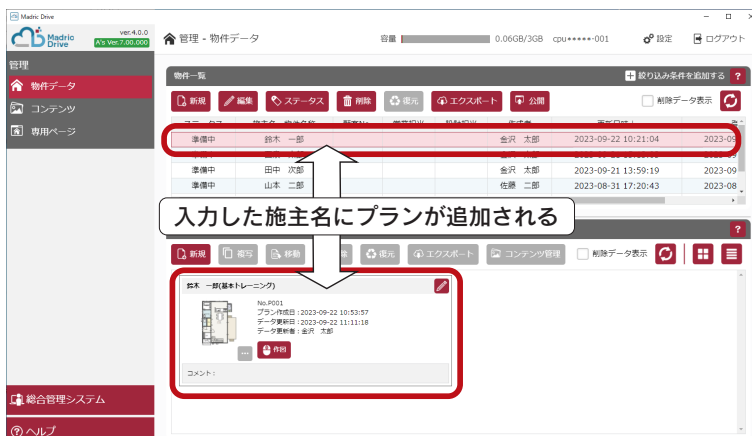 Madric Drive
Madric Drive
ver.4.0.0
A's Ver.7.00.000
管理 - 物件データ
容量
0.06GB/3GB
cpu*****-001
設定
ログアウト
管理
物件データ
コンテンツ
専用ページ
総合管理システム
ヘルプ
物件一覧
絞り込み条件を追加する
?
新規
編集
ステータス
削除
復元
エクスポート
公開
削除データ表示
準備中 鈴木 一郎 金沢 太郎 2023-09-22 10:21:04 2023-09
準備中 田中 次郎 金沢 太郎 2023-09-21 13:59:19 2023-09
準備中 山本 二郎 佐藤 二郎 2023-08-31 17:20:43 2023-08
入力した施主名にプランが追加される
?
新規
複写
移動
復元
エクスポート
コンテンツ管理
削除データ表示
鈴木 一郎(基本トレーニング)
No.P001
プラン作成日:2023-09-22 10:53:57
データ更新日:2023-09-22 11:11:18
データ更新者:金沢 太郎
...
作図
コメント: